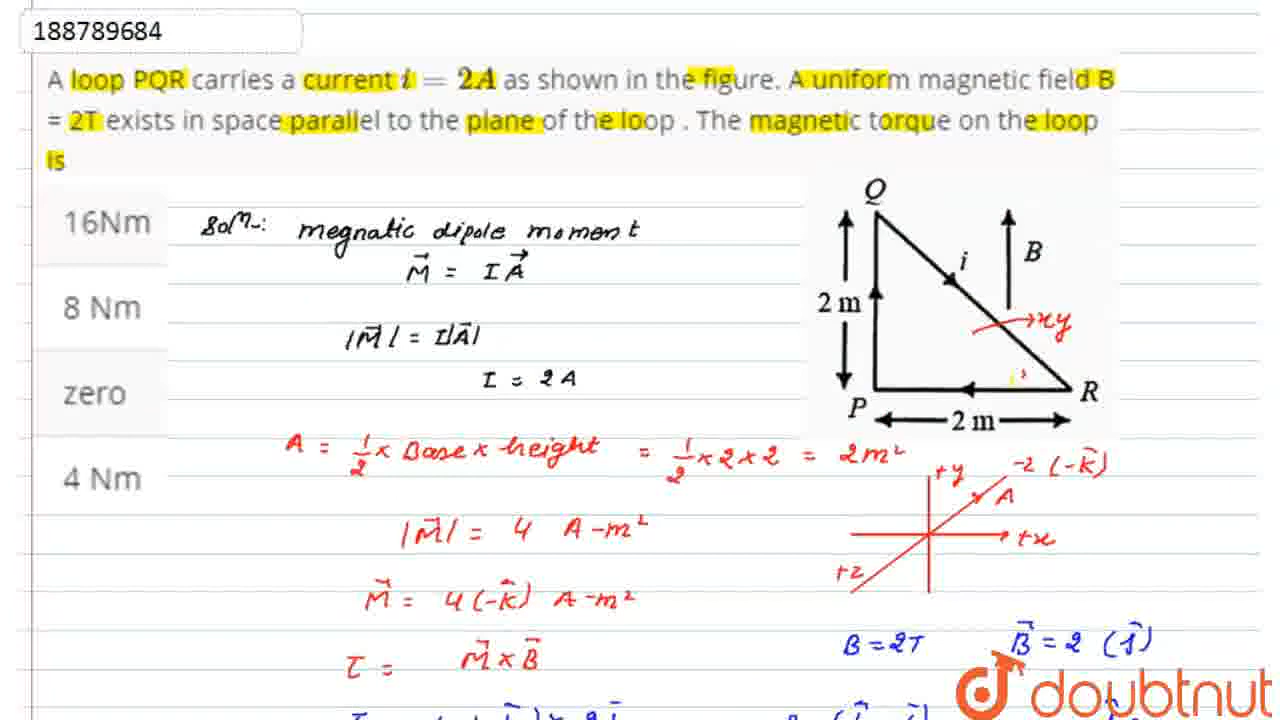 188789684
A loop PQR carries a current i = 2A as shown in the figure. A uniform magnetic field B
= 2T exists in space parallel to the plane of the loop . The magnetic torque on the loop
is
16Nm
8 Nm
zero
4 Nm
Solⁿ-: megnatic dipole moment
M⃗ = I A⃗
|M⃗| = I|A⃗|
I = 2A
Q
i
B
2 m
xy
P
R
2 m
A = 1/2 × Base × height = 1/2 × 2 × 2 = 2m²
+y
-z (-k⃗)
A
+x
+z
|M⃗| = 4 A-m²
M⃗ = 4 (-k̂) A-m²
B = 2T B⃗ = 2 (ĵ)
τ = M⃗ × B⃗
doubtnut